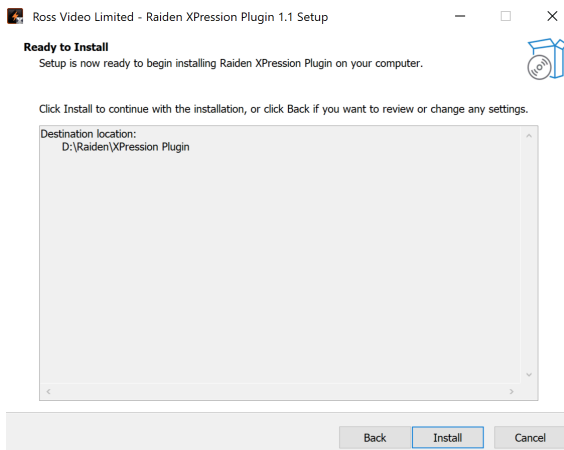 Ross Video Limited - Raiden XPression Plugin 1.1 Setup
Ready to Install
Setup is now ready to begin installing Raiden XPression Plugin on your computer.
Click Install to continue with the installation, or click Back if you want to review or change any settings.
Destination location:
D:\Raiden\XPression Plugin
Back
Install
Cancel